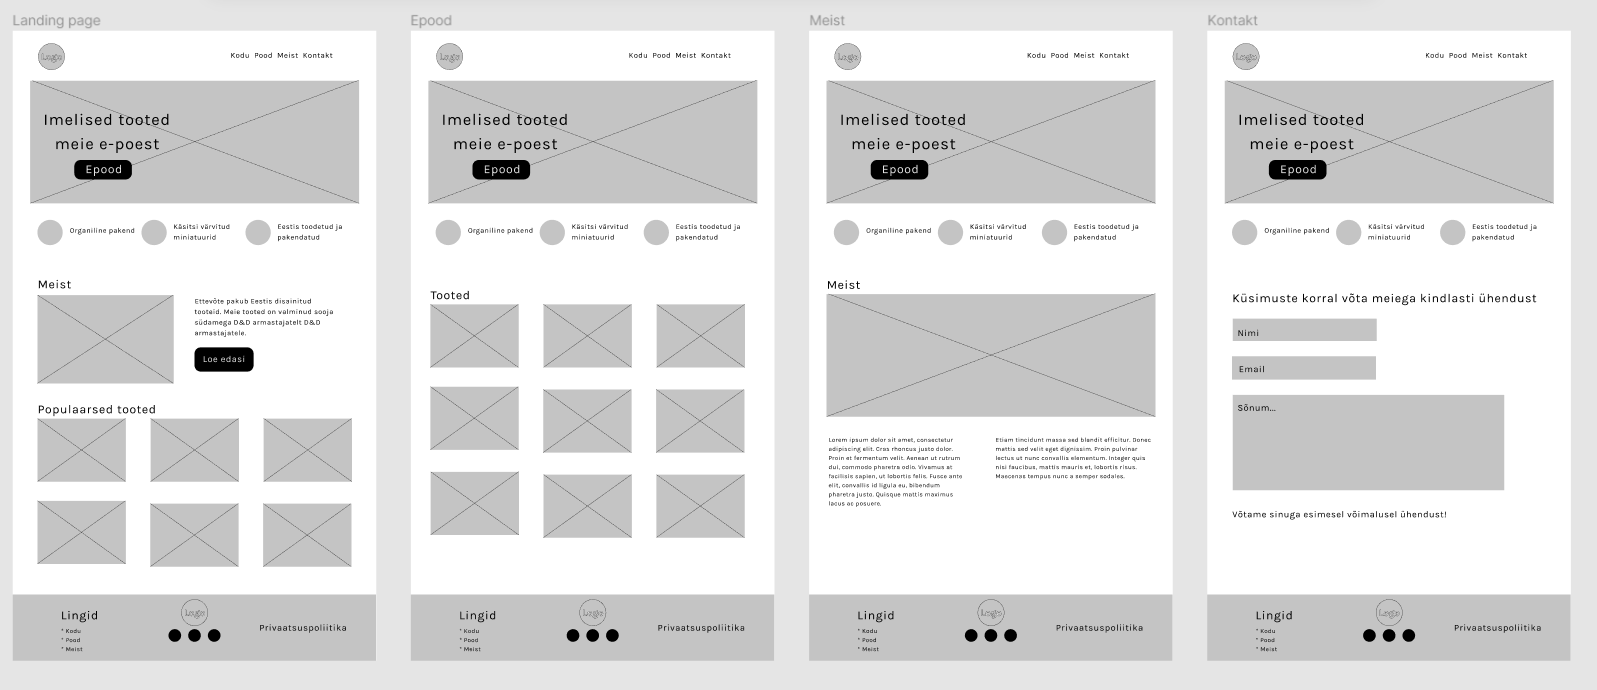 Landing page
Logo
Kodu Pood Meist Kontakt
Imelised tooted
meie e-poest
Epood
Organiline pakend
Käsitsi värvitud
miniatuurid
Eestis toodetud ja
pakendatud
Meist
Ettevõte pakub Eestis disainitud
tooteid. Meie tooted on valminud sooja
südamega D&D armastajatelt D&D
armastajatele.
Loe edasi
Populaarsed tooted
Lingid
* Kodu
* Pood
* Meist
Logo
Privaatsuspoliitika
Epood
Logo
Kodu Pood Meist Kontakt
Imelised tooted
meie e-poest
Epood
Organiline pakend
Käsitsi värvitud
miniatuurid
Eestis toodetud ja
pakendatud
Tooted
Lingid
* Kodu
* Pood
* Meist
Logo
Privaatsuspoliitika
Meist
Logo
Kodu Pood Meist Kontakt
Imelised tooted
meie e-poest
Epood
Organiline pakend
Käsitsi värvitud
miniatuurid
Eestis toodetud ja
pakendatud
Meist
Lorem ipsum dolor sit amet, consectetur
adipiscing elit. Cras rhoncus justo dolor.
Proin et fermentum velit. Aenean ut rutrum
dui, commodo pharetra odio. Vivamus at
facilisis sapien, ut lobortis felis. Fusce ante
elit, convallis id ligula eu, bibendum
pharetra justo. Quisque mattis maximus
lacus ac posuere.
Etiam tincidunt massa sed blandit efficitur. Donec
mattis sed velit eget dignissim. Proin pulvinar
lectus ut nunc convallis elementum. Integer quis
nisi faucibus, mattis mauris et, lobortis risus.
Maecenas tempus nunc a semper sodales.
Lingid
* Kodu
* Pood
* Meist
Logo
Privaatsuspoliitika
Kontakt
Logo
Kodu Pood Meist Kontakt
Imelised tooted
meie e-poest
Epood
Organiline pakend
Käsitsi värvitud
miniatuurid
Eestis toodetud ja
pakendatud
Küsimuste korral võta meiega kindlasti ühendust
Nimi
Email
Sõnum...
Võtame sinuga esimesel võimalusel ühendust!
Lingid
* Kodu
* Pood
* Meist
Logo
Privaatsuspoliitika